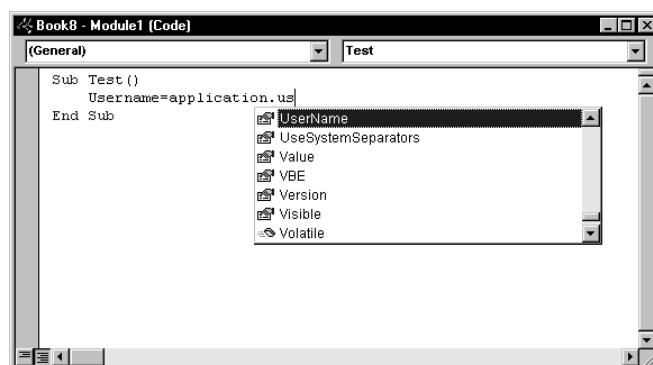 Book8 - Module1 (Code)
(General) Test
Sub Test()
Username=application.us
End Sub
UserName
UseSystemSeparators
Value
VBE
Version
Visible
Volatile